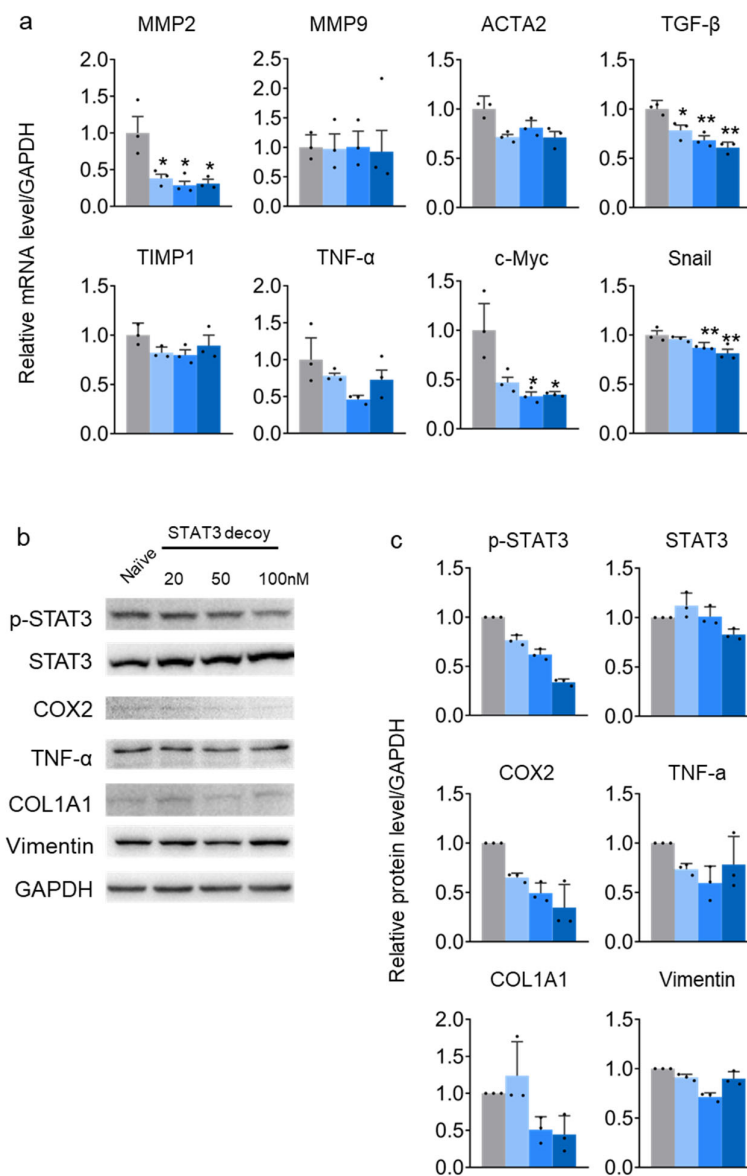 a
MMP2 MMP9 ACTA2 TGF-β
Relative mRNA level/GAPDH
2.0 2.0 1.5 1.5
1.5 1.5 1.0 1.0
1.0 1.0 0.5 0.5
0.5 0.5 0.0 0.0
0.0 0.0
* * * * ** **
TIMP1 TNF-α c-Myc Snail
1.5 2.0 1.5 1.5
1.0 1.5 1.0 1.0
0.5 1.0 0.5 0.5
0.0 0.5 0.0 0.0
0.0
* * ** **
b
STAT3 decoy
Naïve 20 50 100nM
p-STAT3
STAT3
COX2
TNF-α
COL1A1
Vimentin
GAPDH
c
p-STAT3 STAT3
1.5 1.5
1.0 1.0
0.5 0.5
0.0 0.0
Relative protein level/GAPDH
COX2 TNF-a
1.5 1.5
1.0 1.0
0.5 0.5
0.0 0.0
COL1A1 Vimentin
2.0 1.5
1.5 1.0
1.0 0.5
0.5 0.0
0.0